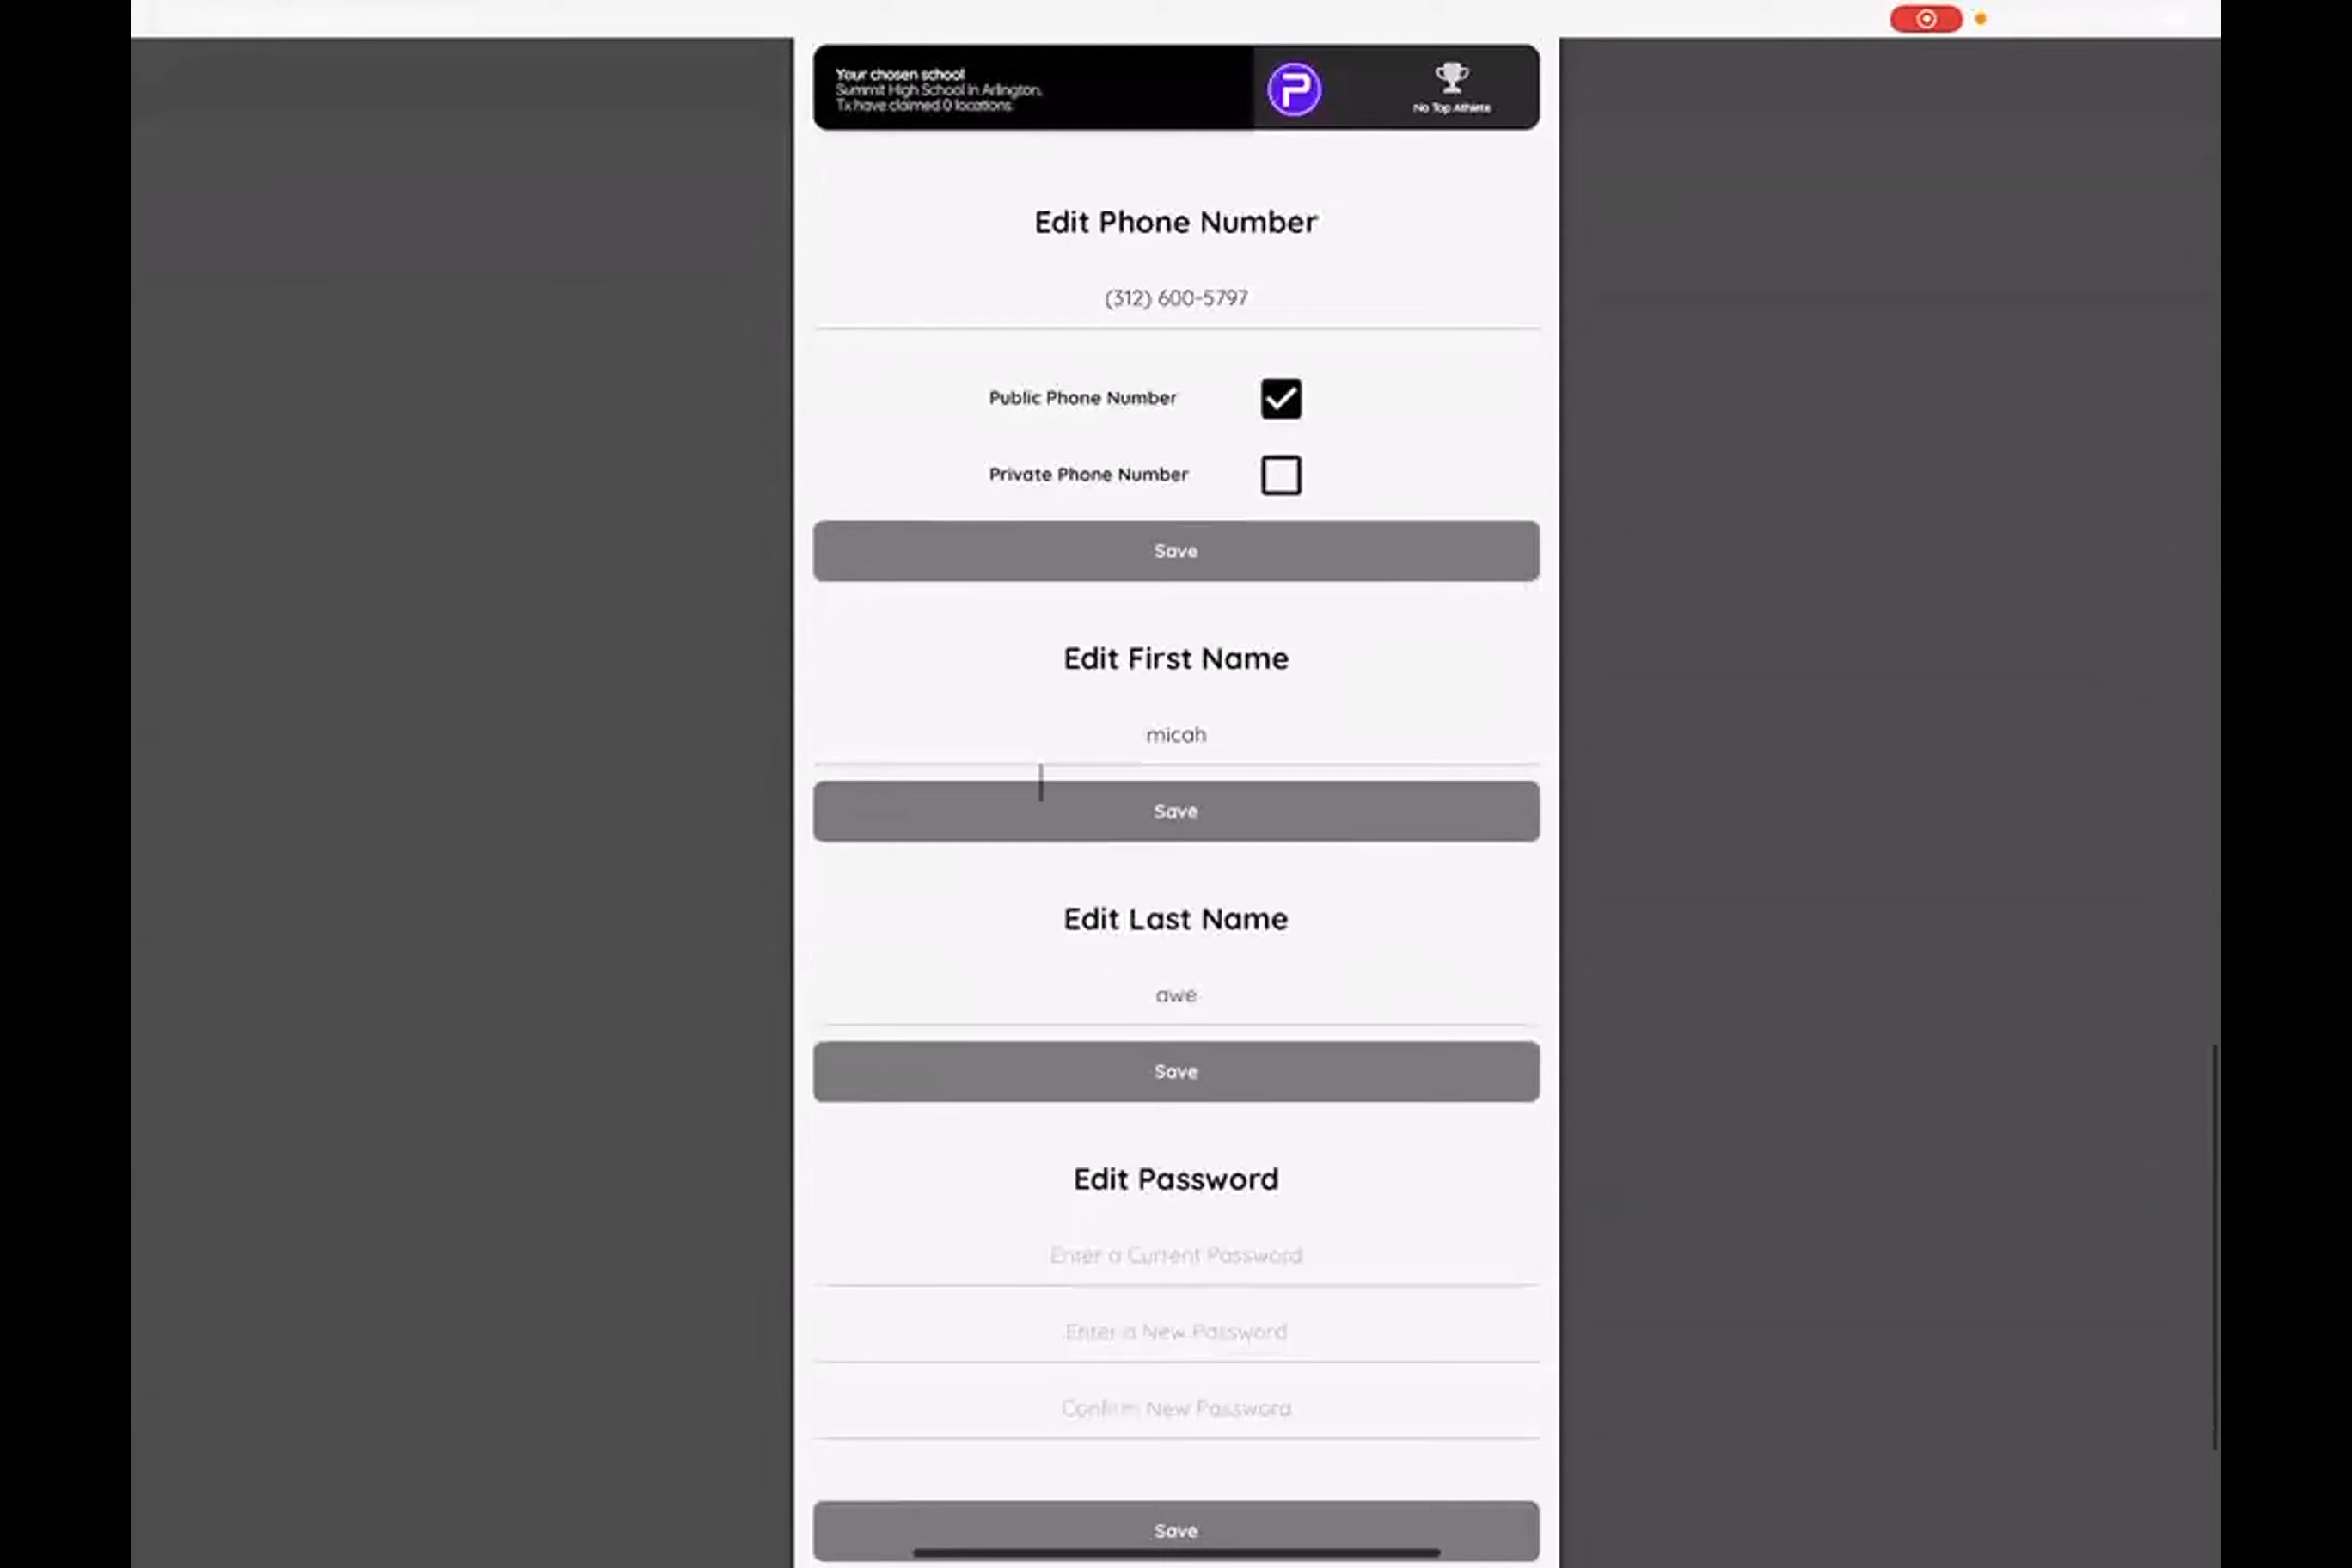 Your chosen school
Summit High School in Arlington,
Tx have claimed 0 locations.
P
No Top Athlete
Edit Phone Number
(312) 600-5797
Public Phone Number
Private Phone Number
Save
Edit First Name
micah
Save
Edit Last Name
awe
Save
Edit Password
Enter a Current Password
Enter a New Password
Confirm New Password
Save